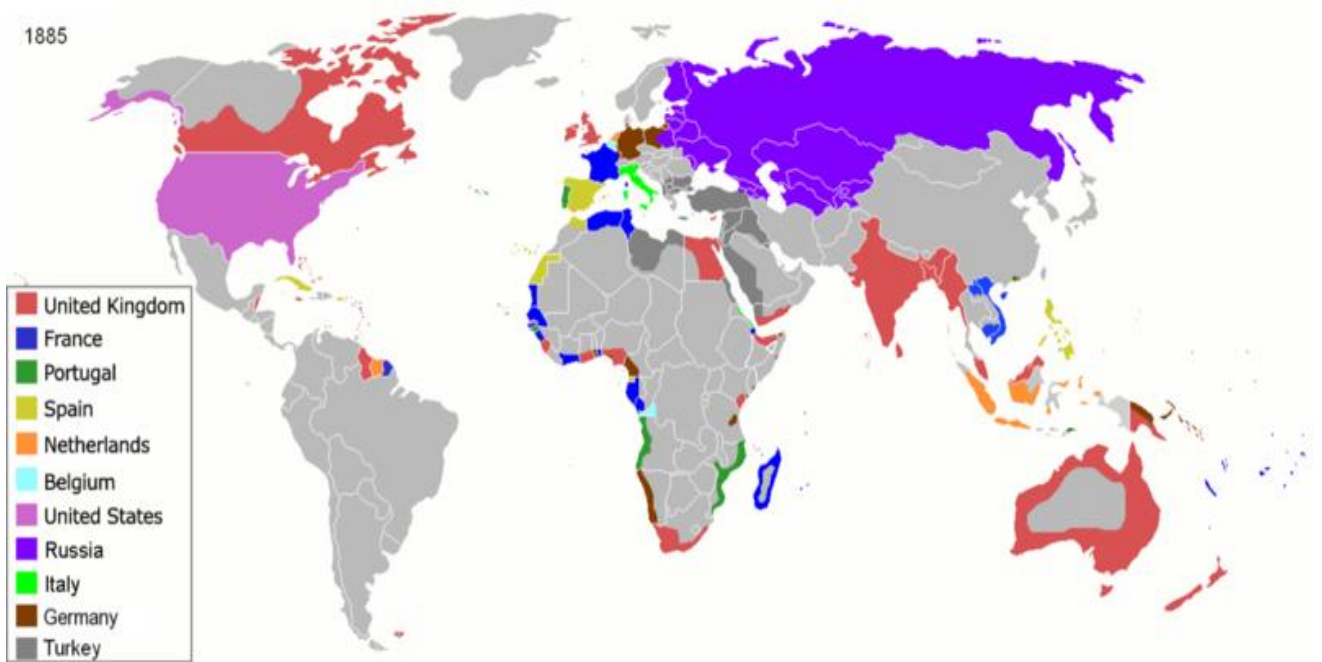 1885
United Kingdom
France
Portugal
Spain
Netherlands
Belgium
United States
Russia
Italy
Germany
Turkey